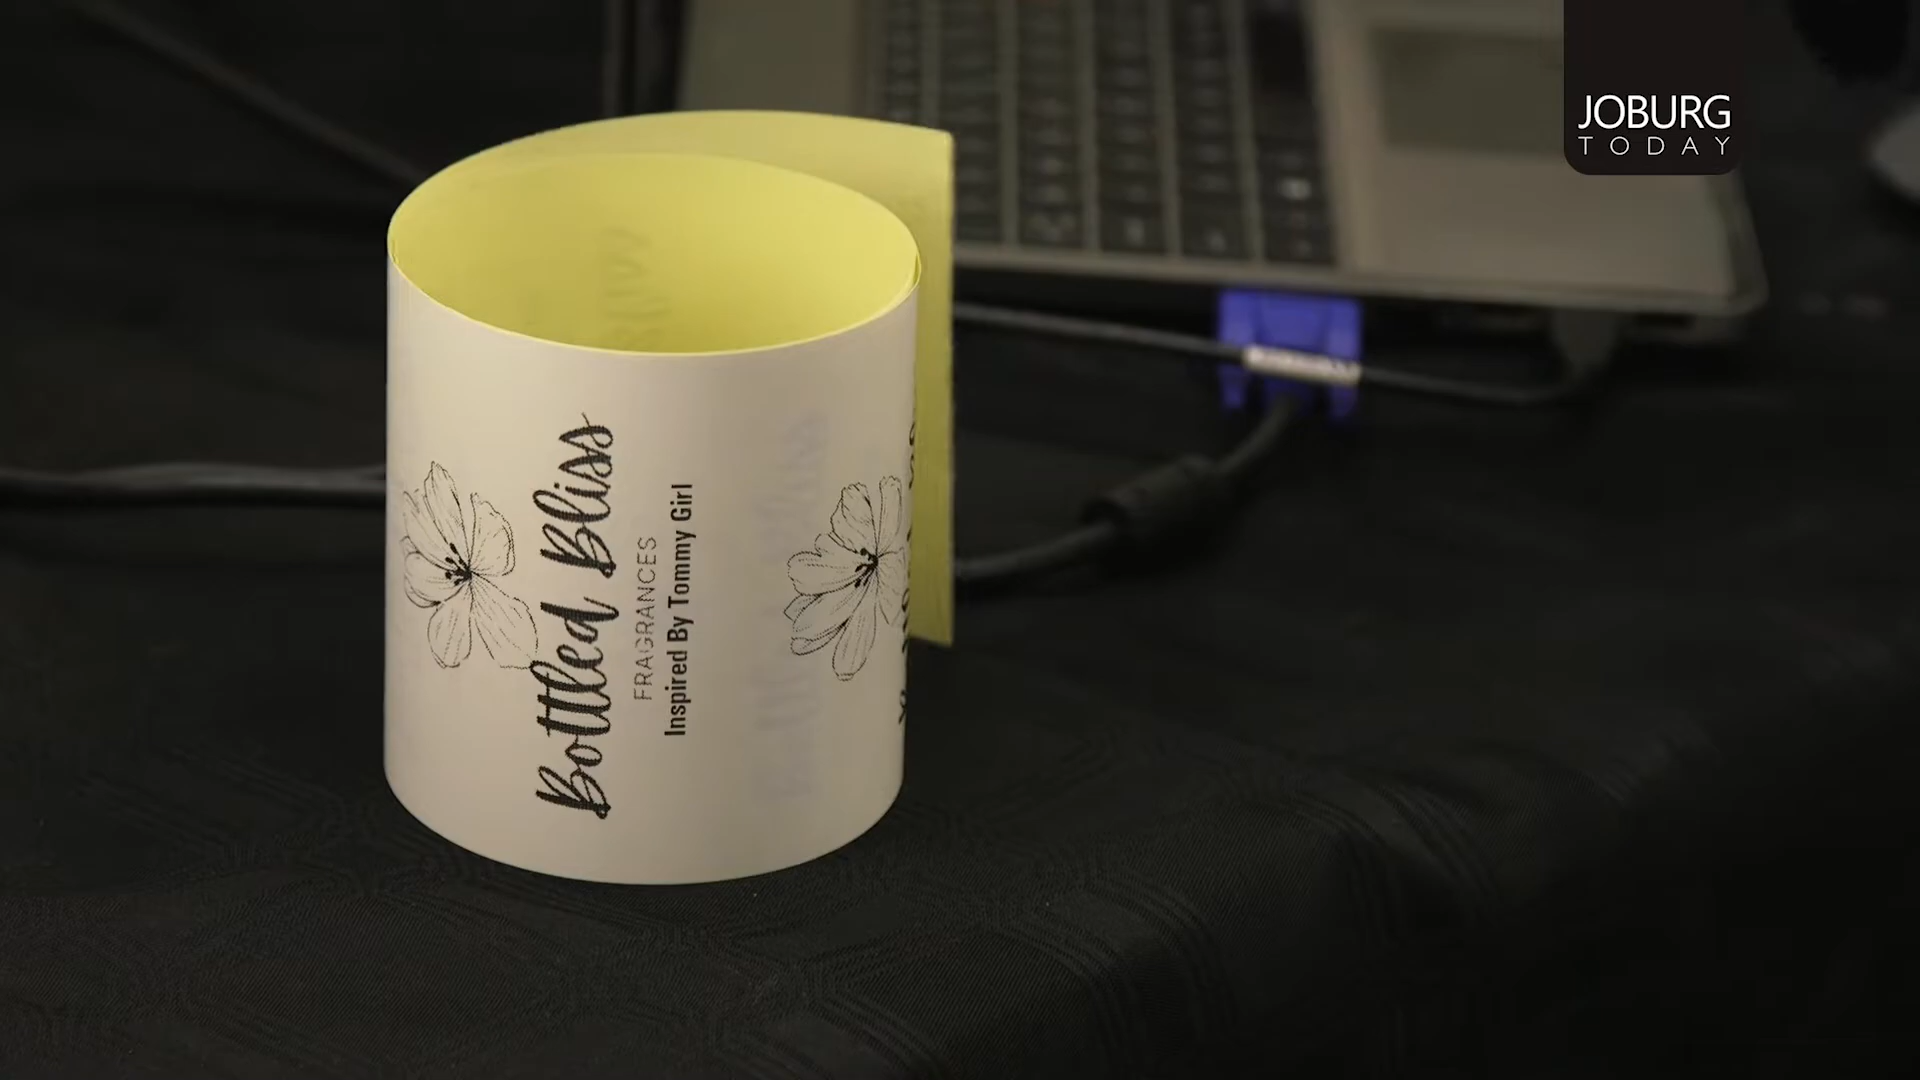 JOBURG
TODAY
Bottled Bliss
FRAGRANCES
Inspired By Tommy Girl